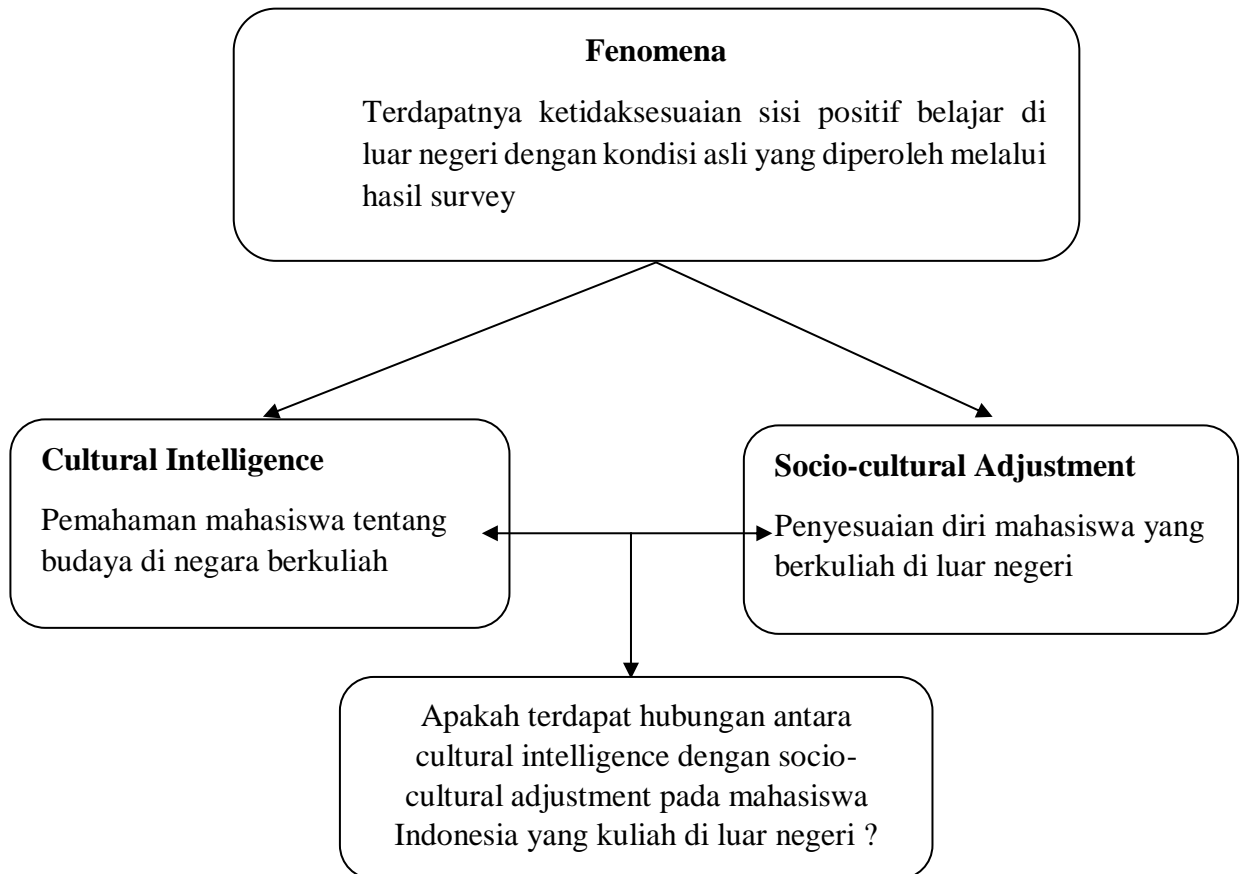 Fenomena
Terdapatnya ketidaksesuaian sisi positif belajar di
luar negeri dengan kondisi asli yang diperoleh melalui
hasil survey
Cultural Intelligence
Pemahaman mahasiswa tentang
budaya di negara berkuliah
Socio-cultural Adjustment
Penyesuaian diri mahasiswa yang
berkuliah di luar negeri
Apakah terdapat hubungan antara
cultural intelligence dengan socio-
cultural adjustment pada mahasiswa
Indonesia yang kuliah di luar negeri ?